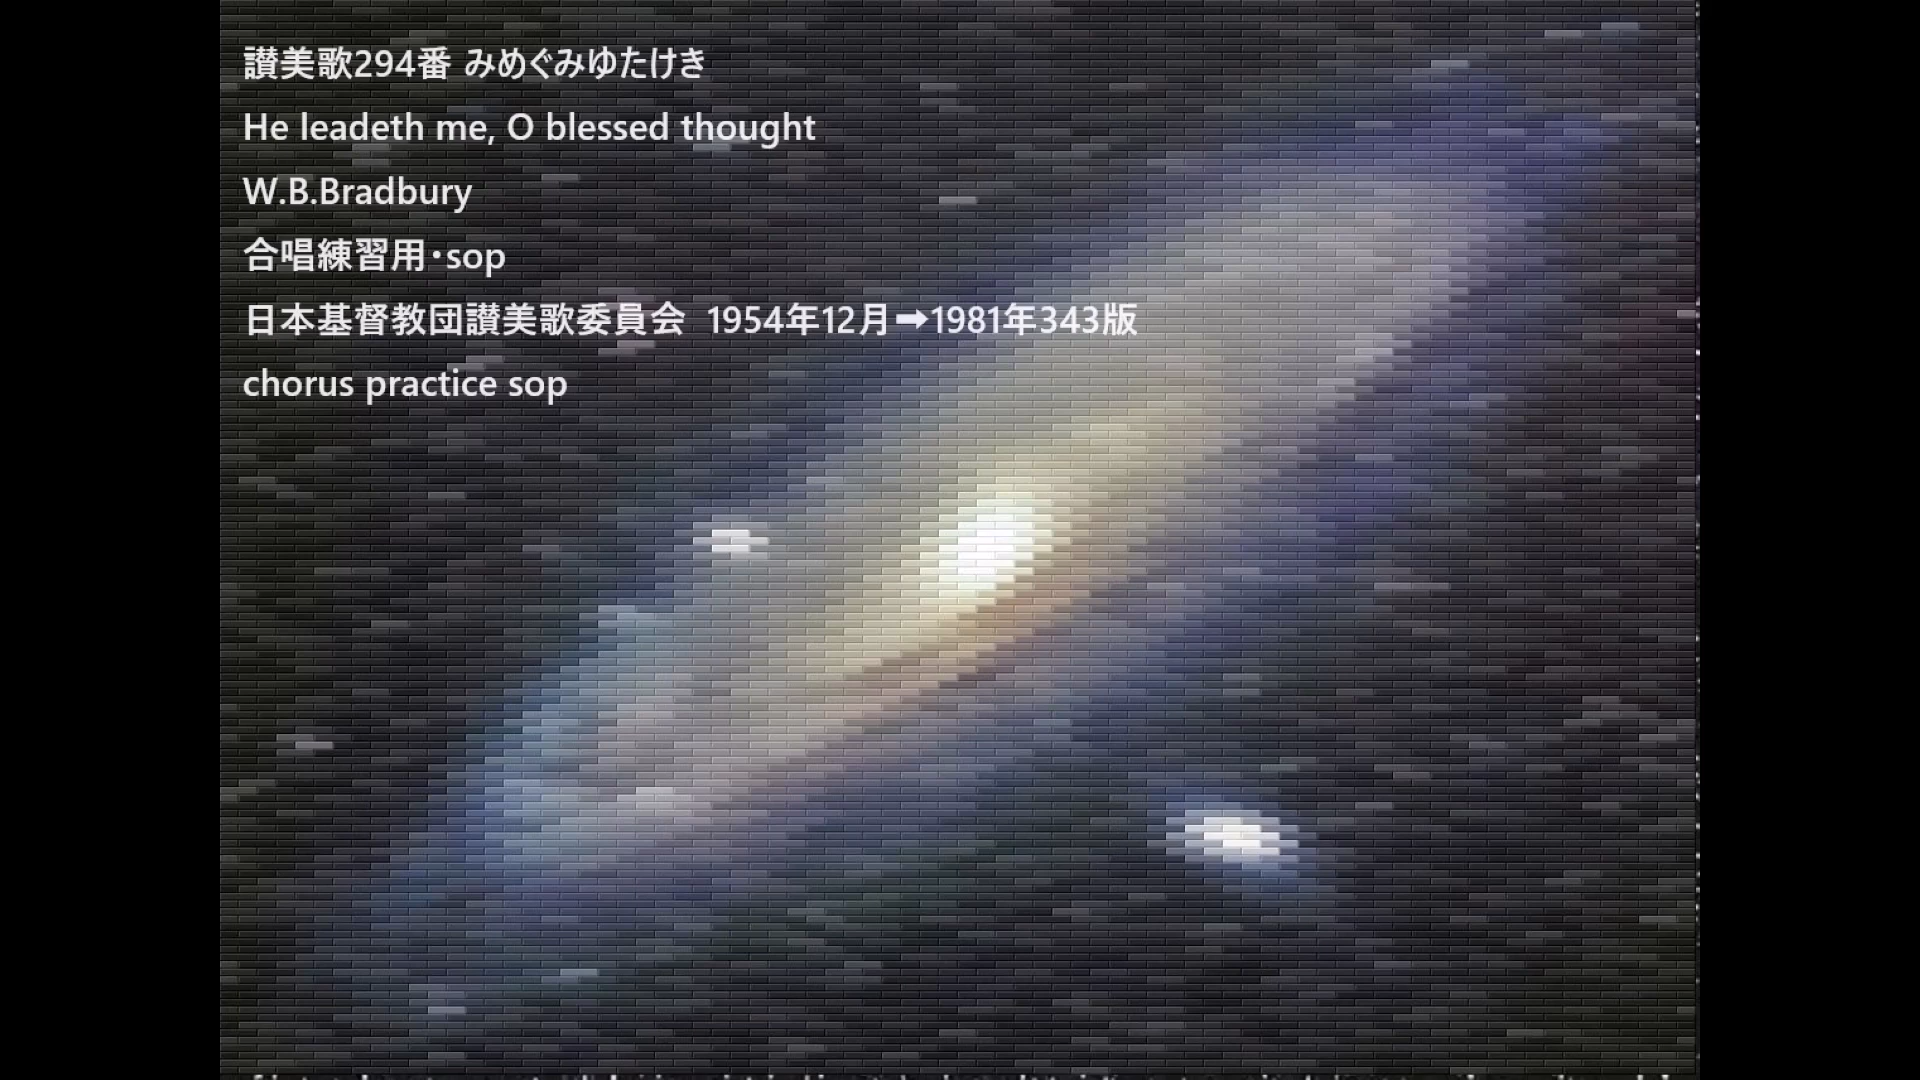 讃美歌294番 みめぐみゆたけき
He leadeth me, O blessed thought
W.B.Bradbury
合唱練習用・sop
日本基督教団讃美歌委員会 1954年12月➡1981年343版
chorus practice sop